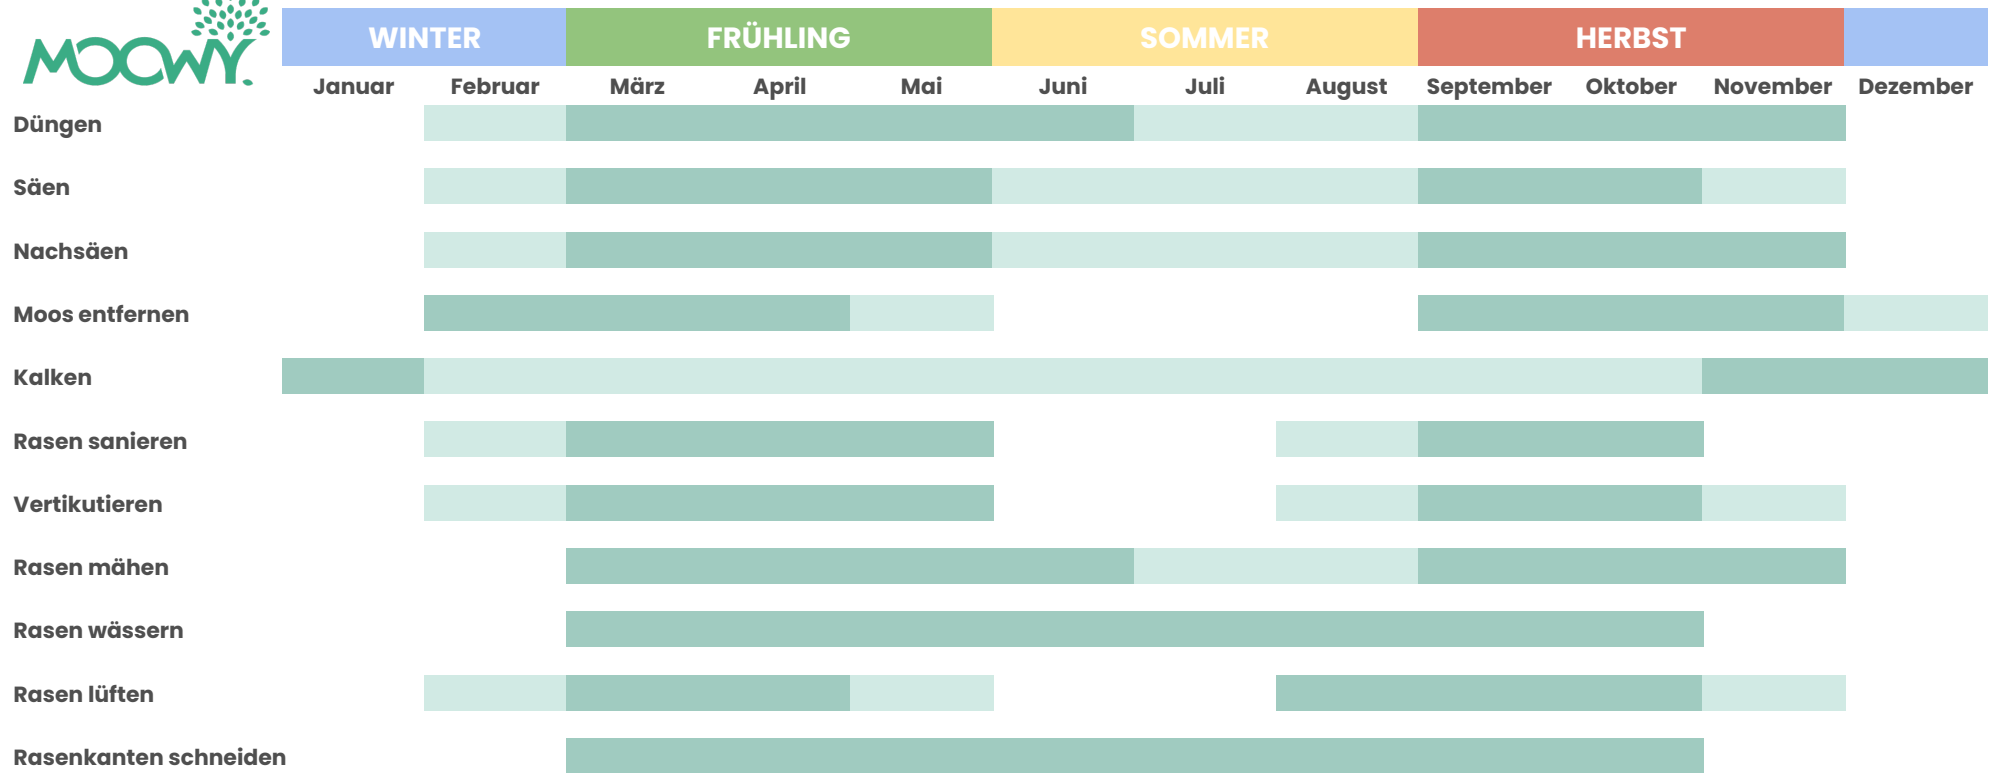 MOOWY.
WINTER FRÜHLING SOMMER HERBST
Januar Februar März April Mai Juni Juli August September Oktober November Dezember
Düngen
Säen
Nachsäen
Moos entfernen
Kalken
Rasen sanieren
Vertikutieren
Rasen mähen
Rasen wässern
Rasen lüften
Rasenkanten schneiden